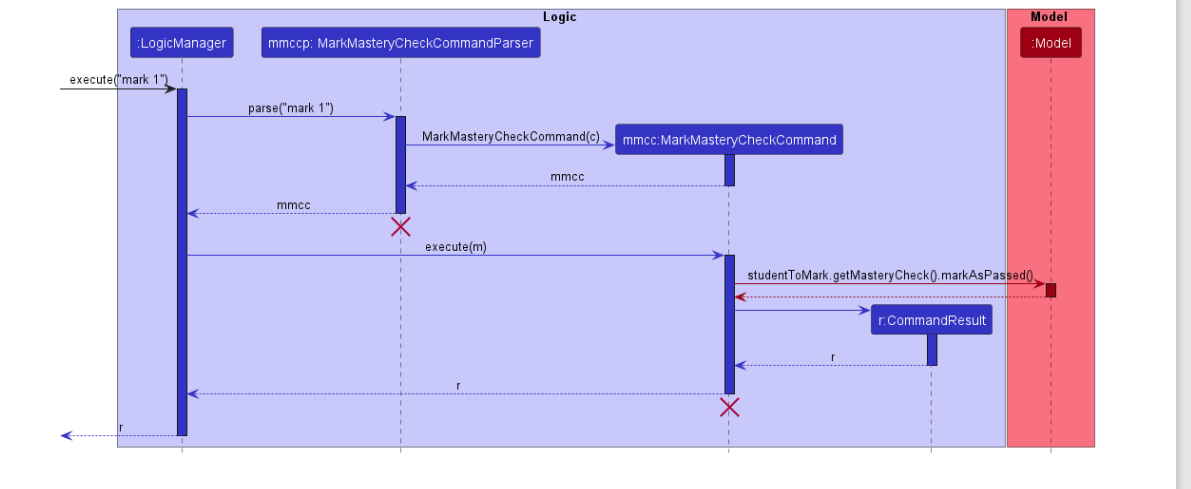 Logic
Model
:LogicManager
mmccp: MarkMasteryCheckCommandParser
:Model
execute("mark 1")
parse("mark 1")
MarkMasteryCheckCommand(c)
mmcc:MarkMasteryCheckCommand
mmcc
mmcc
execute(m)
studentToMark.getMasteryCheck().markAsPassed()
r:CommandResult
r
r
r